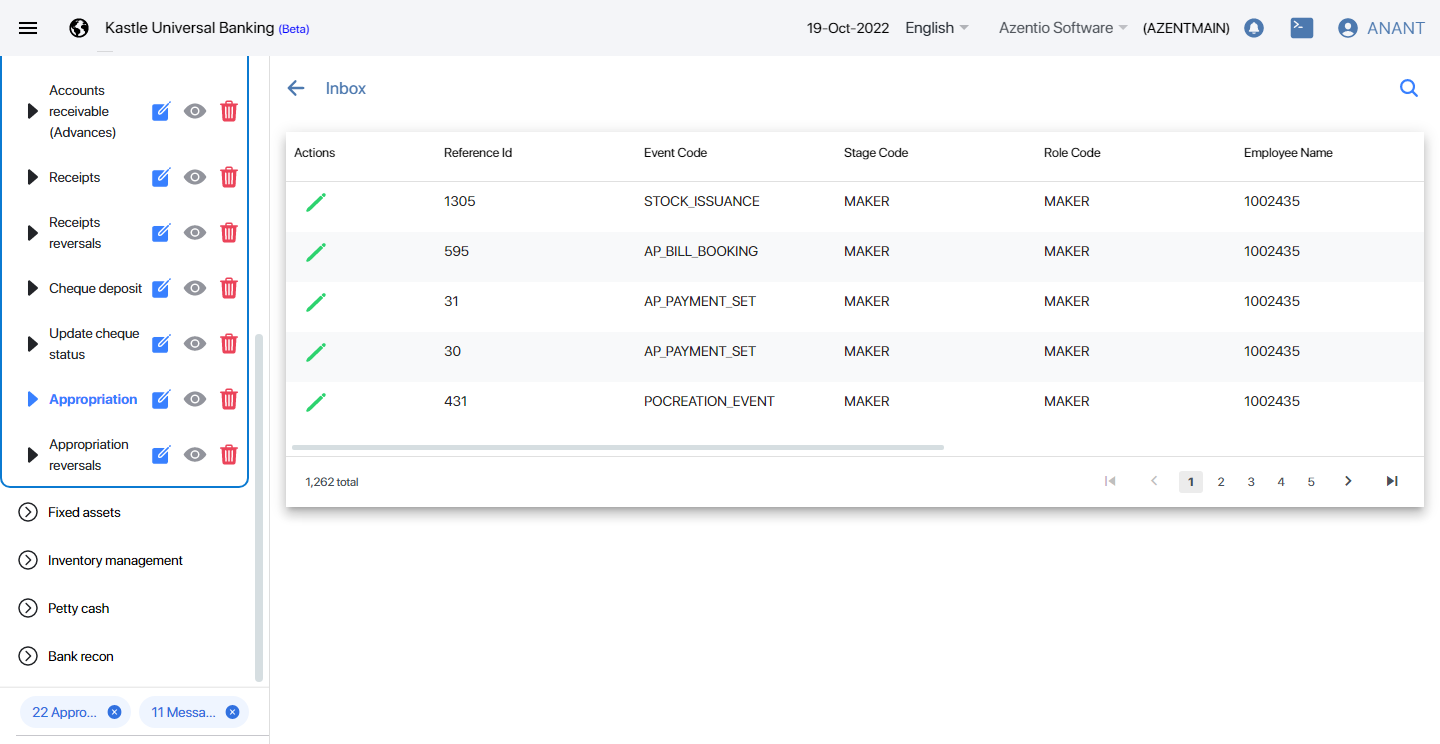 Kastle Universal Banking (Beta)
19-Oct-2022 English Azentio Software (AZENTMAIN) ANANT
Accounts
receivable
(Advances)
Receipts
Receipts
reversals
Cheque deposit
Update cheque
status
Appropriation
Appropriation
reversals
Fixed assets
Inventory management
Petty cash
Bank recon
22 Appro...
11 Messa...
Inbox
Actions Reference Id Event Code Stage Code Role Code Employee Name
1305 STOCK_ISSUANCE MAKER MAKER 1002435
595 AP_BILL_BOOKING MAKER MAKER 1002435
31 AP_PAYMENT_SET MAKER MAKER 1002435
30 AP_PAYMENT_SET MAKER MAKER 1002435
431 POCREATION_EVENT MAKER MAKER 1002435
1,262 total
1 2 3 4 5